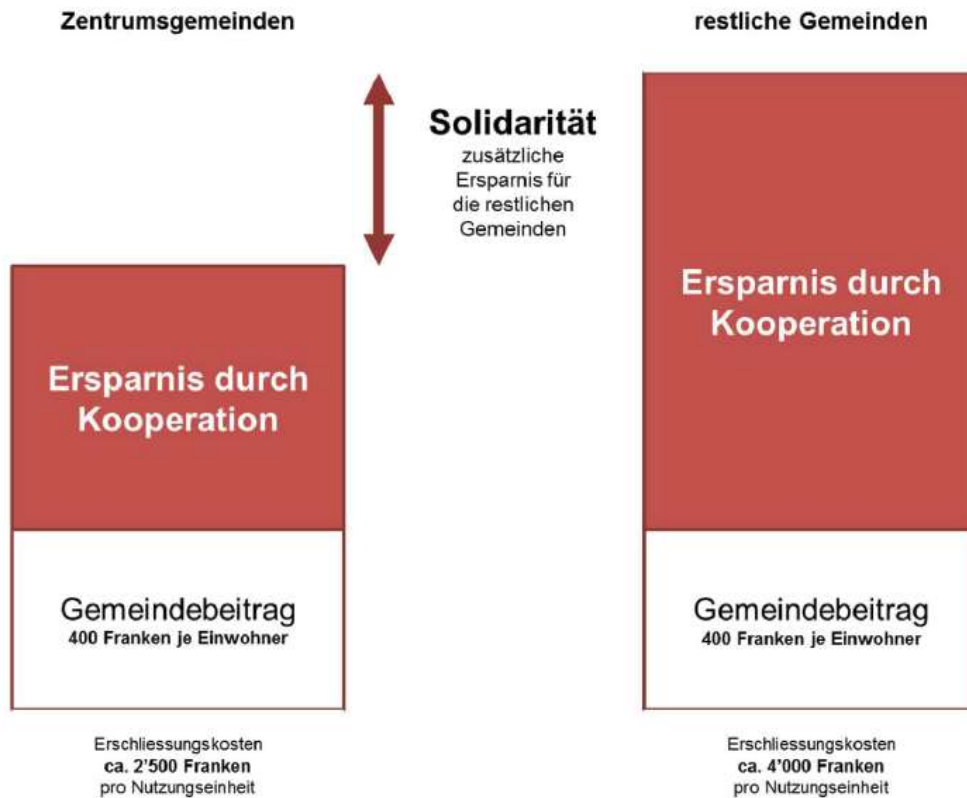 Zentrumsgemeinden
restliche Gemeinden
Solidarität
zusätzliche
Ersparnis für
die restlichen
Gemeinden
Ersparnis durch
Kooperation
Ersparnis durch
Kooperation
Gemeindebeitrag
400 Franken je Einwohner
Gemeindebeitrag
400 Franken je Einwohner
Erschliessungskosten
ca. 2'500 Franken
pro Nutzungseinheit
Erschliessungskosten
ca. 4'000 Franken
pro Nutzungseinheit